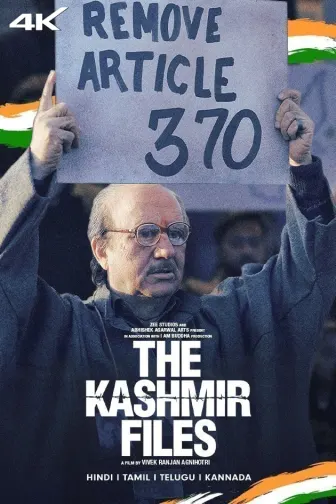 4K
REMOVE
ARTICLE
370
ZEE STUDIOS AND
ABHISHEK AGARWAL ARTS PRESENT
IN ASSOCIATION WITH I AM BUDDHA PRODUCTION
THE
KASHMIR
FILES
A FILM BY VIVEK RANJAN AGNIHOTRI
HINDI I TAMIL I TELUGU I KANNADA